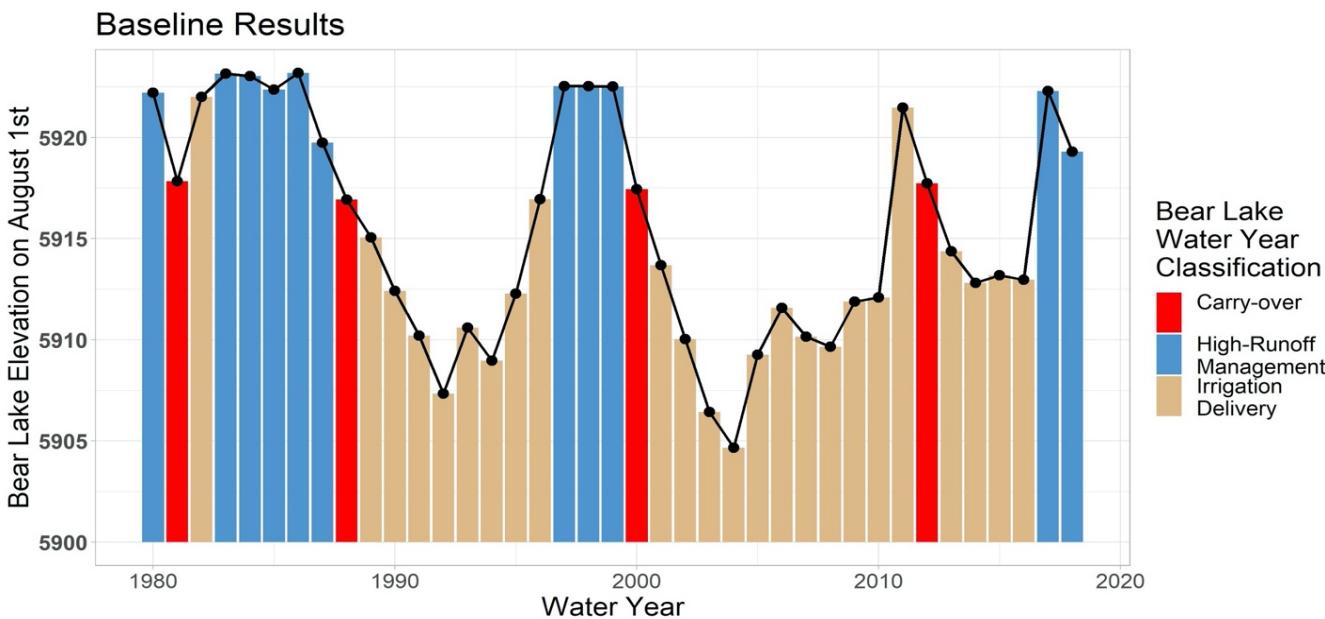 Baseline Results
Bear Lake Elevation on August 1st
5920
5915
5910
5905
5900
1980
1990
2000
2010
2020
Water Year
Bear Lake
Water Year
Classification
Carry-over
High-Runoff
Management
Irrigation
Delivery